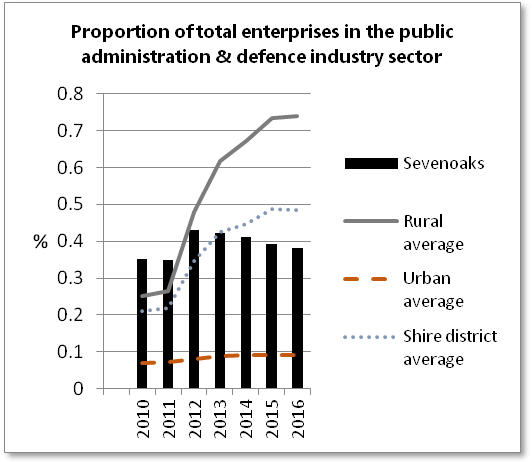 Proportion of total enterprises in the public
administration & defence industry sector
0.8
0.7
0.6
0.5
0.4
0.3
0.2
0.1
0
%
2010
2011
2012
2013
2014
2015
2016
Sevenoaks
Rural
average
Urban
average
Shire district
average